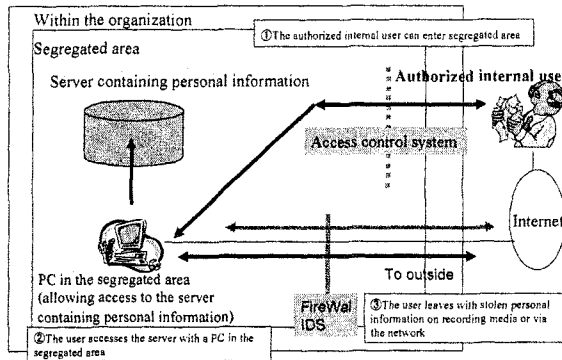 Within the organization
①The authorized internal user can enter segregated area
Segregated area
Server containing personal information
Authorized internal use
Access control system
Internet
PC in the segregated area
(allowing access to the server
containing personal information)
To outside
FireWal
IDS
②The user accesses the server with a PC in the
segregated area
③The user leaves with stolen personal
information on recording media or via
the network